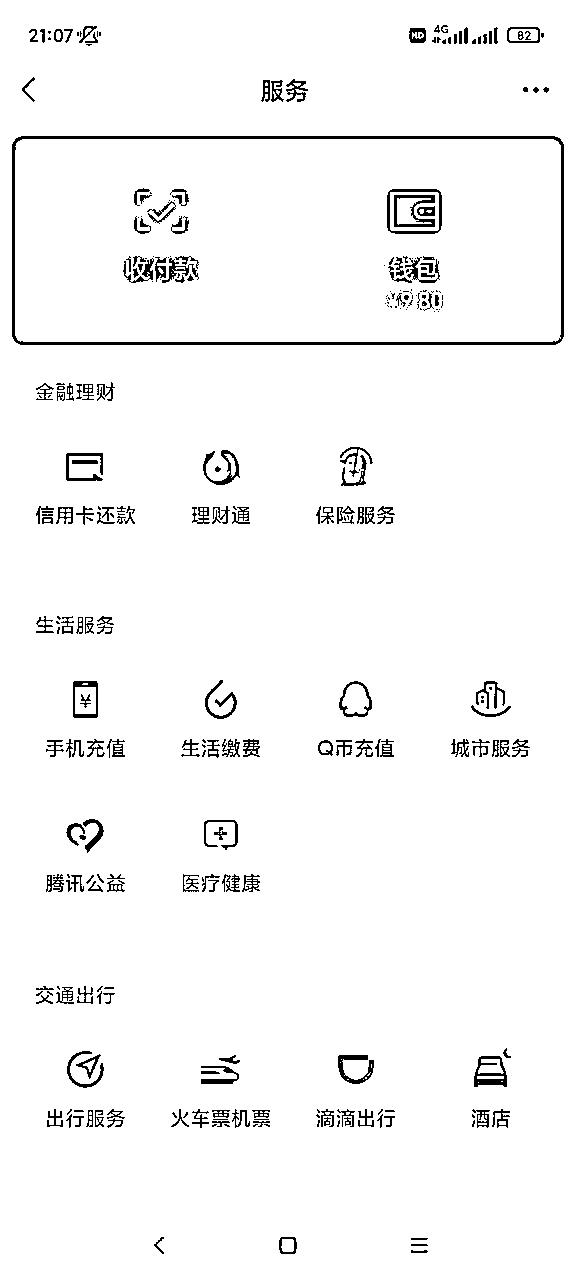 21:07 HD 4G 82
服务
收付款 钱包
¥9.80
金融理财
信用卡还款 理财通 保险服务
生活服务
手机充值 生活缴费 Q币充值 城市服务
腾讯公益 医疗健康
交通出行
出行服务 火车票机票 滴滴出行 酒店